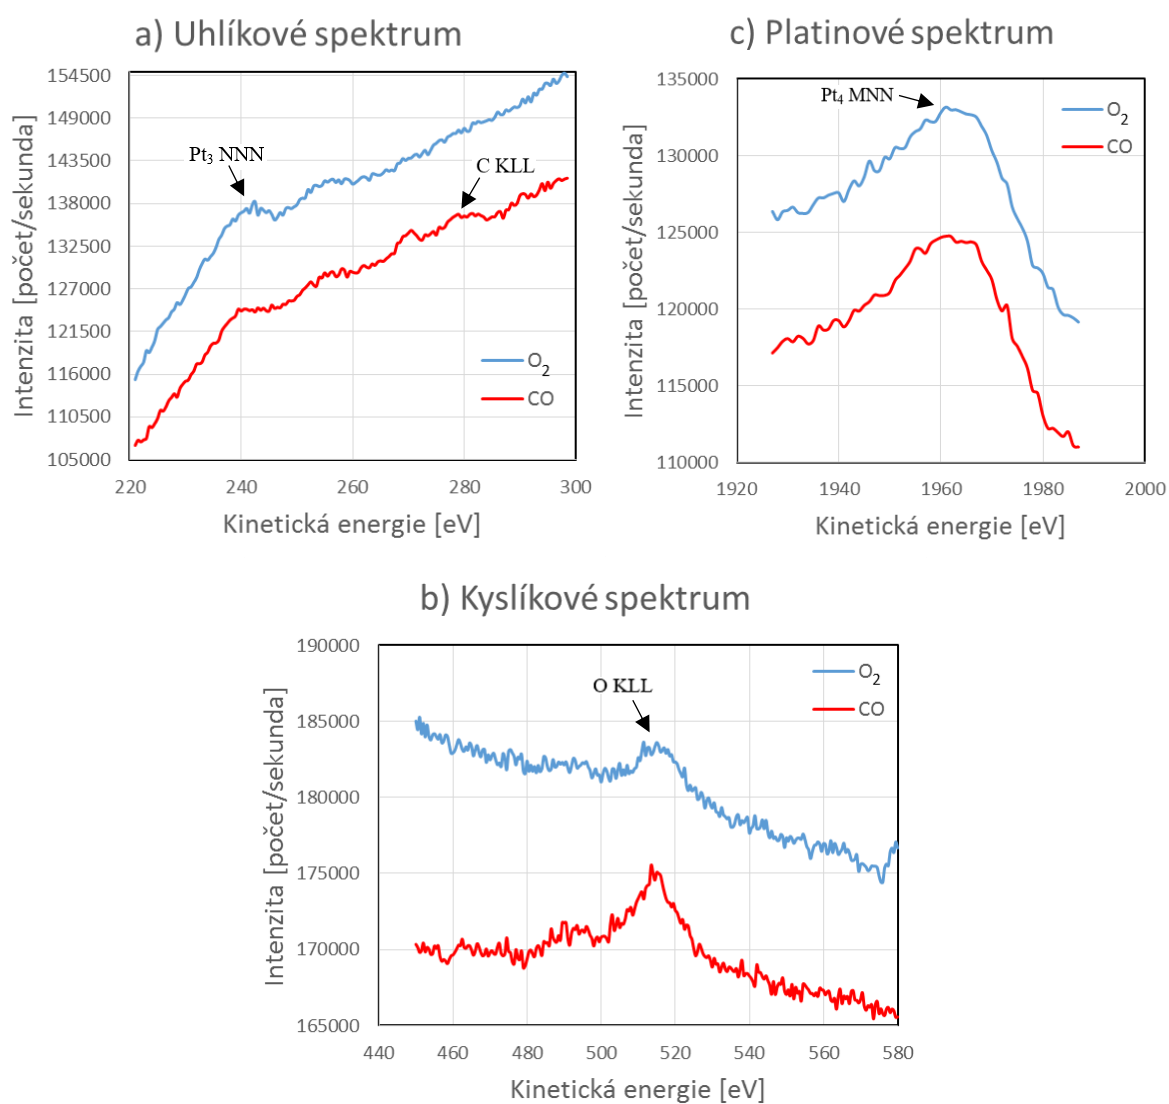 a) Uhlíkové spektrum
Intenzita [počet/sekunda]
154500
149000
143500
138000
132500
127000
121500
116000
110500
105000
Pt3 NNN
C KLL
O2
CO
220
240
260
280
300
Kinetická energie [eV]
c) Platinové spektrum
Intenzita [počet/sekunda]
135000
130000
125000
120000
115000
110000
Pt4 MNN
O2
CO
1920
1940
1960
1980
2000
Kinetická energie [eV]
b) Kyslíkové spektrum
Intenzita [počet/sekunda]
190000
185000
180000
175000
170000
165000
O KLL
O2
CO
440
460
480
500
520
540
560
580
Kinetická energie [eV]